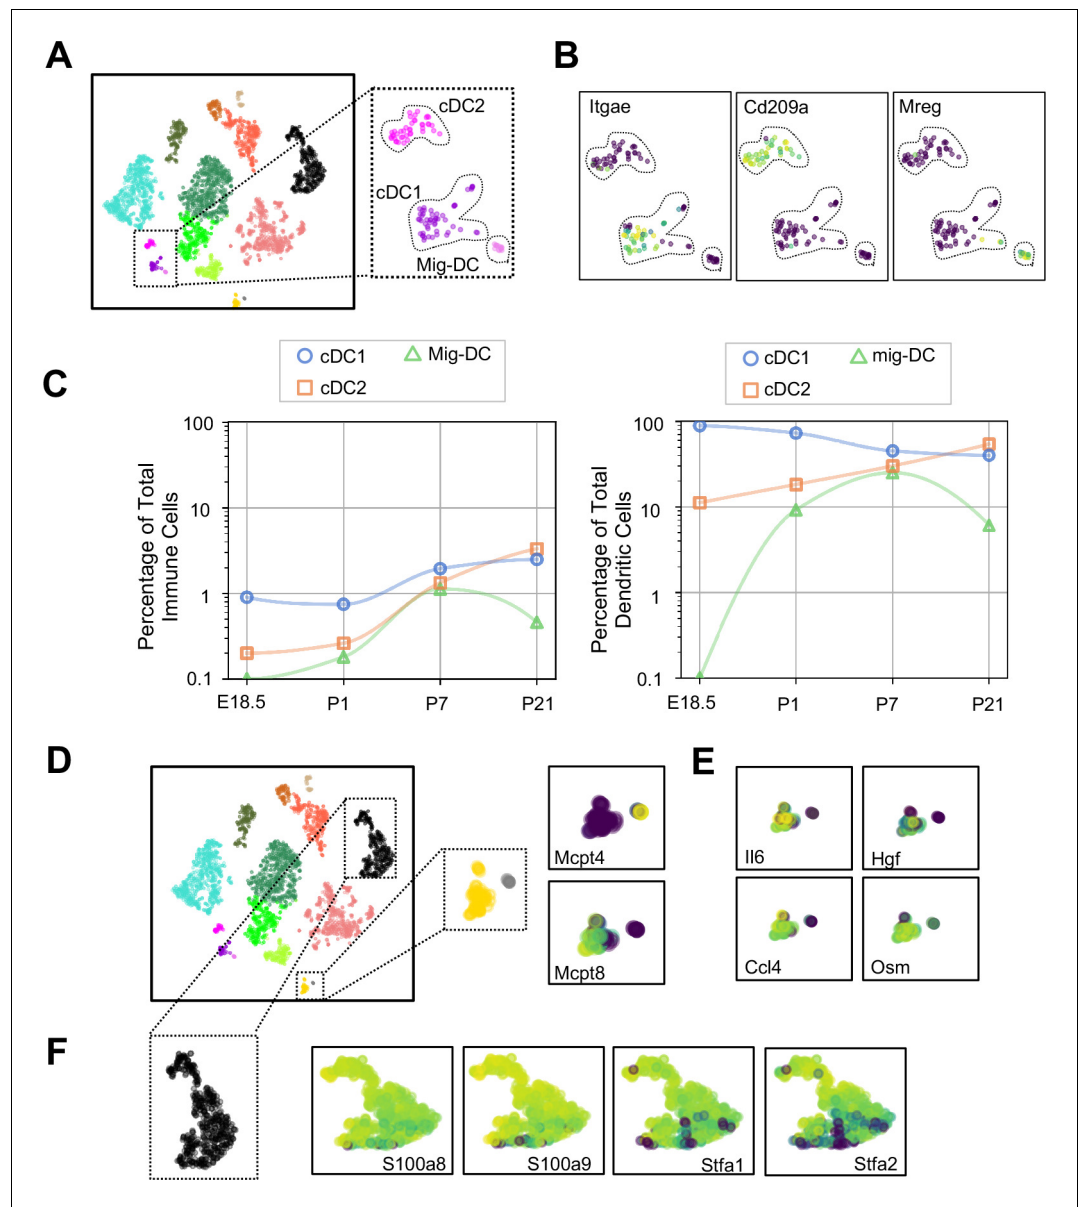 A
B
cDC2
cDC1
Mig-DC
Itgae
Cd209a
Mreg
C
cDC1
Mig-DC
cDC2
cDC1
mig-DC
cDC2
Percentage of Total
Immune Cells
100
10
1
0.1
E18.5
P1
P7
P21
Percentage of Total
Dendritic Cells
100
10
1
0.1
E18.5
P1
P7
P21
D
Mcpt4
Mcpt8
E
Il6
Hgf
Ccl4
Osm
F
S100a8
S100a9
Stfa1
Stfa2